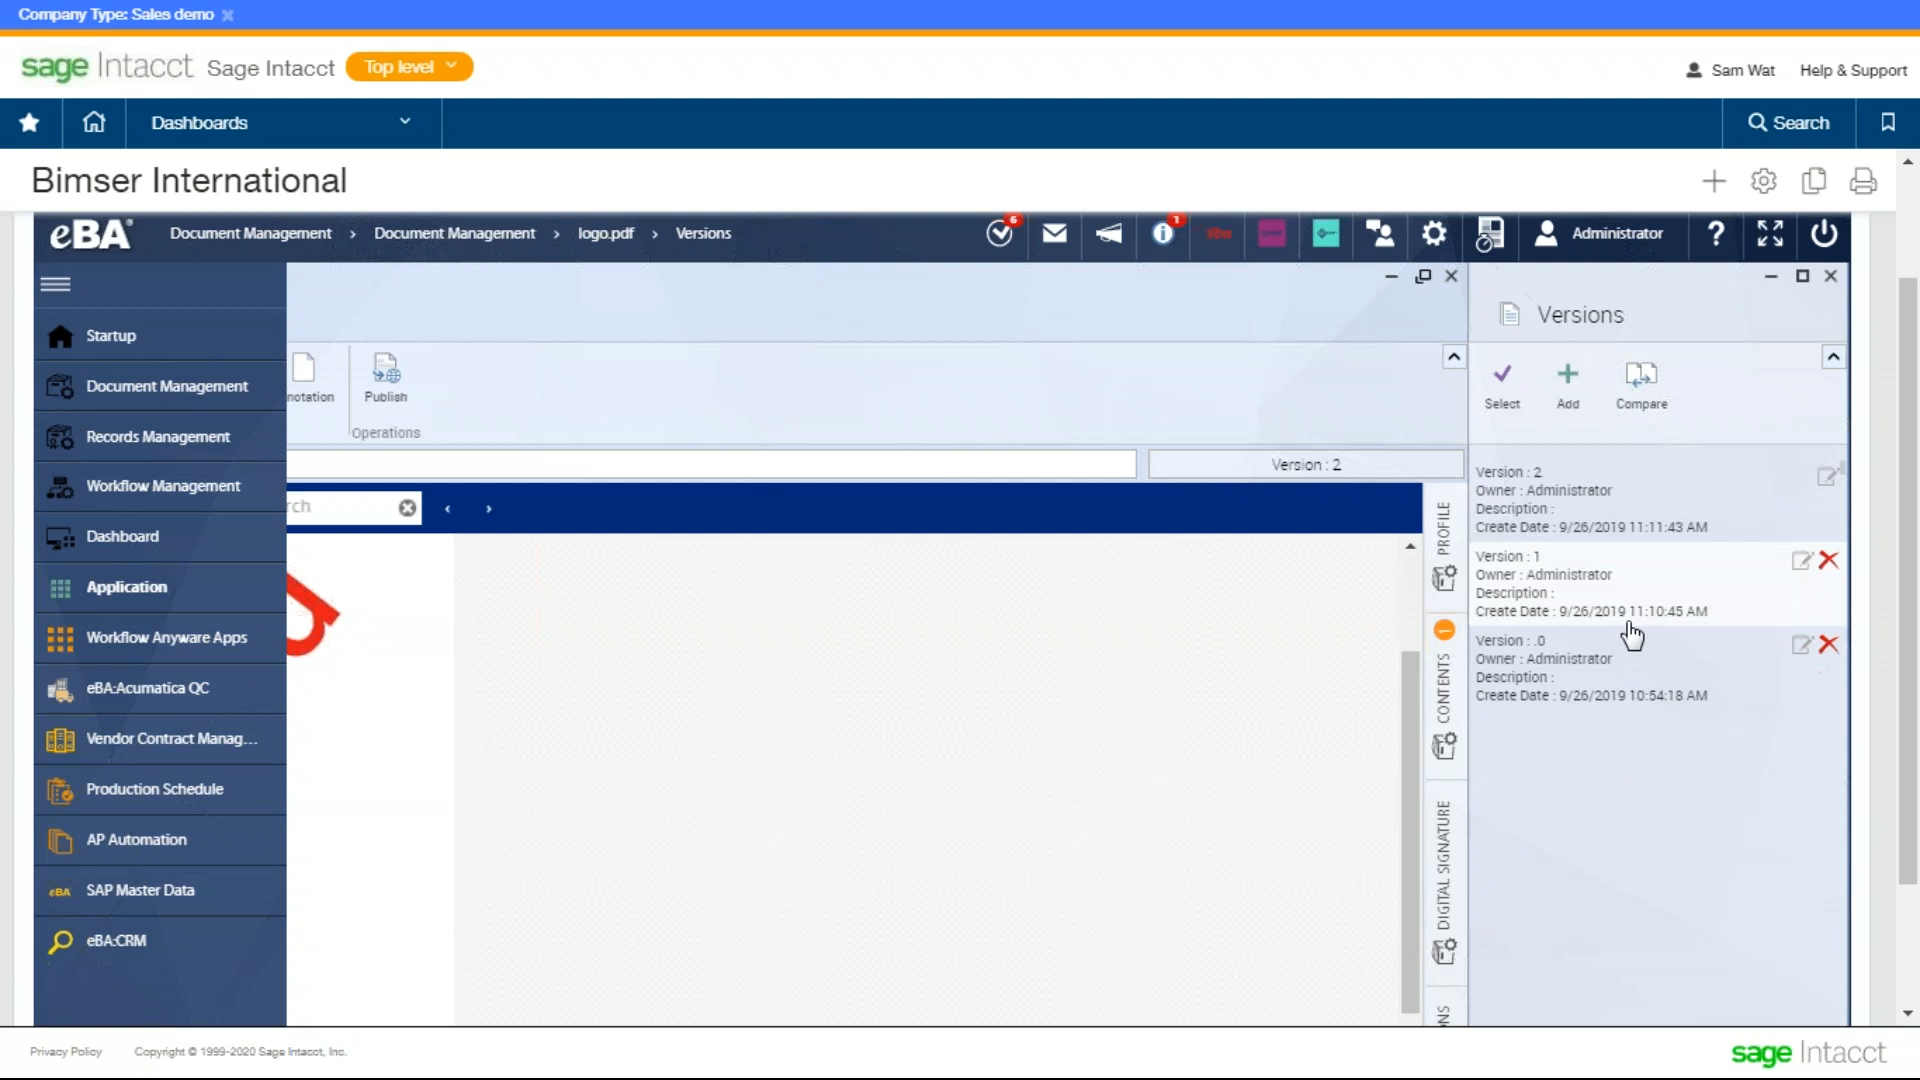 Company Type: Sales demo
sage Intacct Sage Intacct Top level
Sam Wat Help & Support
Dashboards
Search
Bimser International
eBA Document Management > Document Management > logo.pdf > Versions
6
1
Administrator
?
Startup
Document Management
Records Management
Workflow Management
Dashboard
Application
Workflow Anyware Apps
eBA:Acumatica QC
Vendor Contract Manag...
Production Schedule
AP Automation
eBA SAP Master Data
eBA:CRM
notation
Publish
Operations
Version : 2
rch
PROFILE
CONTENTS
DIGITAL SIGNATURE
NS
Versions
Select
Add
Compare
Version : 2
Owner : Administrator
Description :
Create Date : 9/26/2019 11:11:43 AM
Version : 1
Owner : Administrator
Description :
Create Date : 9/26/2019 11:10:45 AM
Version : .0
Owner : Administrator
Description :
Create Date : 9/26/2019 10:54:18 AM
Privacy Policy Copyright © 1999-2020 Sage Intacct, Inc.
sage Intacct